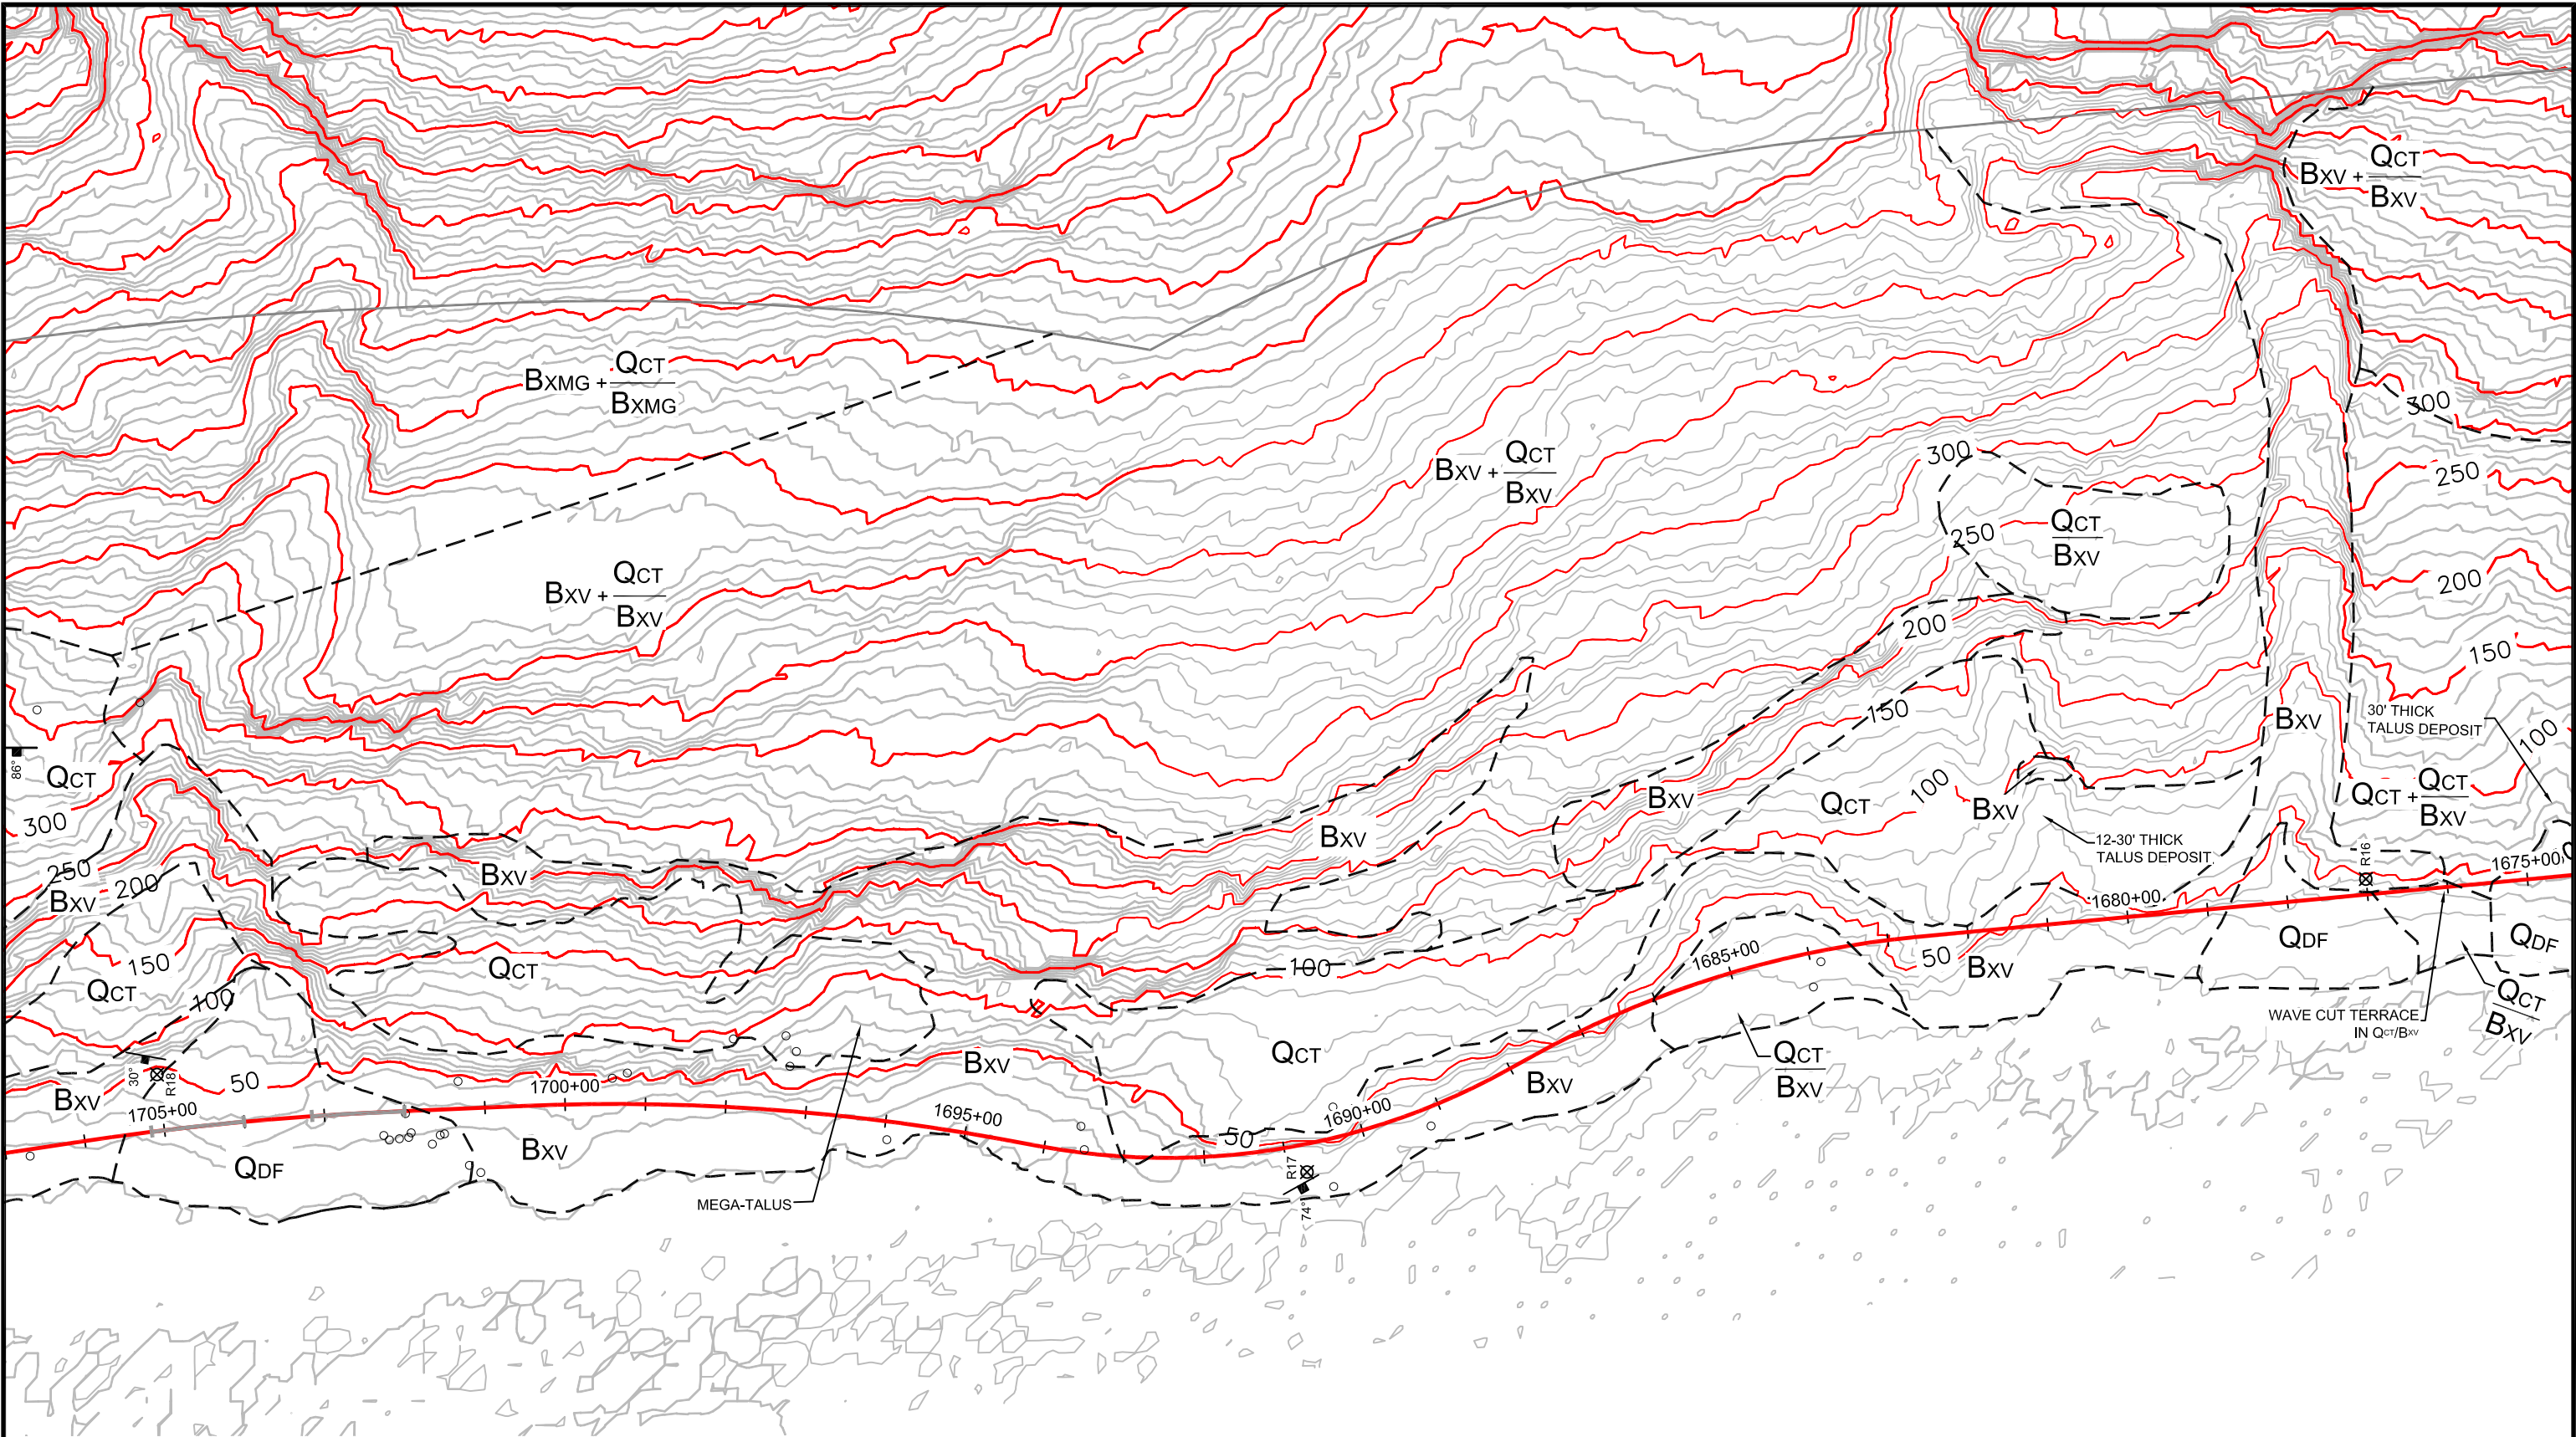 QCT
BXV + BXV
QCT
BXMG + BXMG
300
QCT
BXV + BXV
300
250
QCT
BXV
250
QCT
BXV + BXV
200
200
150
150
BXV
30' THICK
TALUS DEPOSIT
100
86°
QCT
QCT
QCT + BXV
100
BXV
QCT
BXV
300
BXV
12-30' THICK
TALUS DEPOSIT
R16
1675+00
250
BXV
200
BXV
1680+00
QDF
QDF
150
QCT
100
1685+00
50
BXV
QCT
100
QCT
BXV
WAVE CUT TERRACE
IN QCT/BXV
QCT
QCT
BXV
BXV
30°
R18
50
1700+00
BXV
BXV
1705+00
1695+00
1690+00
50
BXV
QDF
R17
74°
MEGA-TALUS